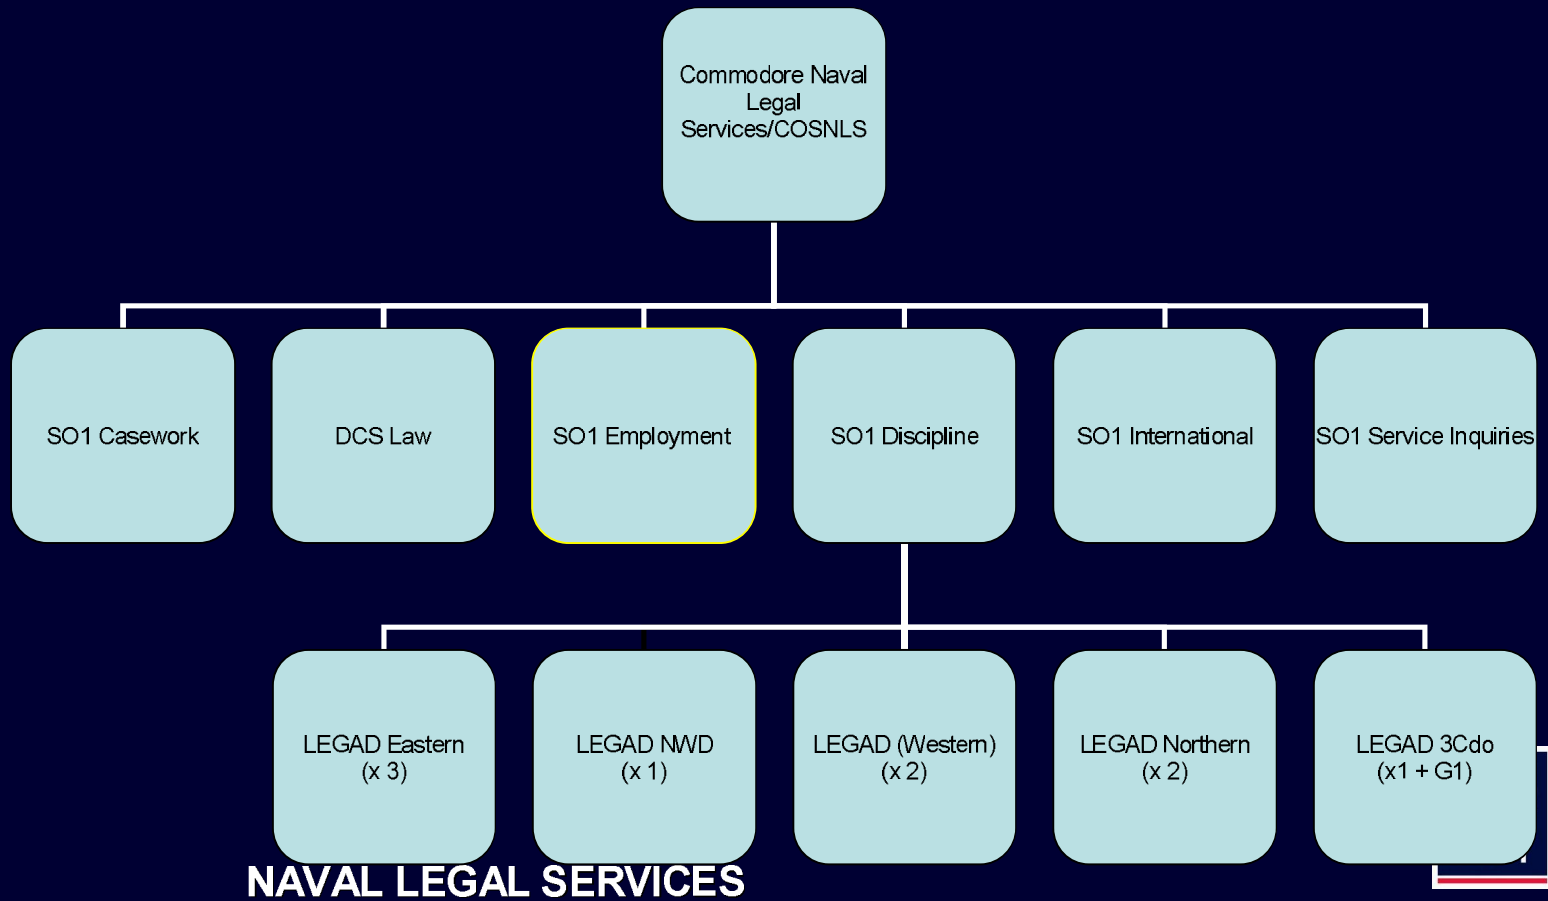 Commodore Naval
Legal
Services/COSNLS
SO1 Casework
DCS Law
SO1 Employment
SO1 Discipline
SO1 International
SO1 Service Inquiries
LEGAD Eastern
(x 3)
LEGAD NWD
(x 1)
LEGAD (Western)
(x 2)
LEGAD Northern
(x 2)
LEGAD 3Cdo
(x1 + G1)
NAVAL LEGAL SERVICES